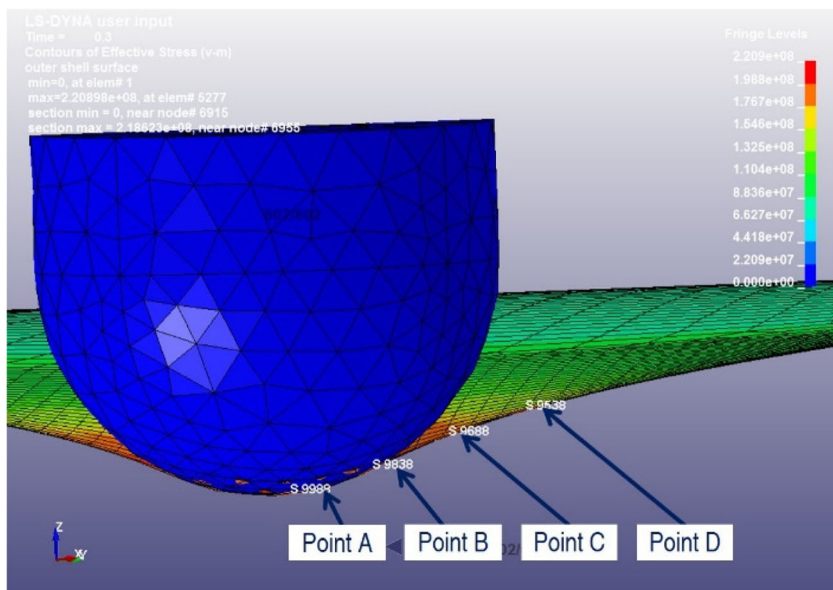 LS-DYNA user input
Time = 0.3
Contours of Effective Stress (v-m)
outer shell surface
min=0, at elem# 1
max=2.20898e+08, at elem# 5277
section min = 0, near node# 6915
section max = 2.18623e+08, near node# 6955
Fringe Levels
2.209e+08
1.988e+08
1.767e+08
1.546e+08
1.325e+08
1.104e+08
8.836e+07
6.627e+07
4.418e+07
2.209e+07
0.000e+00
S 9538
S 9688
S 9838
S 9988
Point A
Point B
Point C
Point D
Z
X
Y